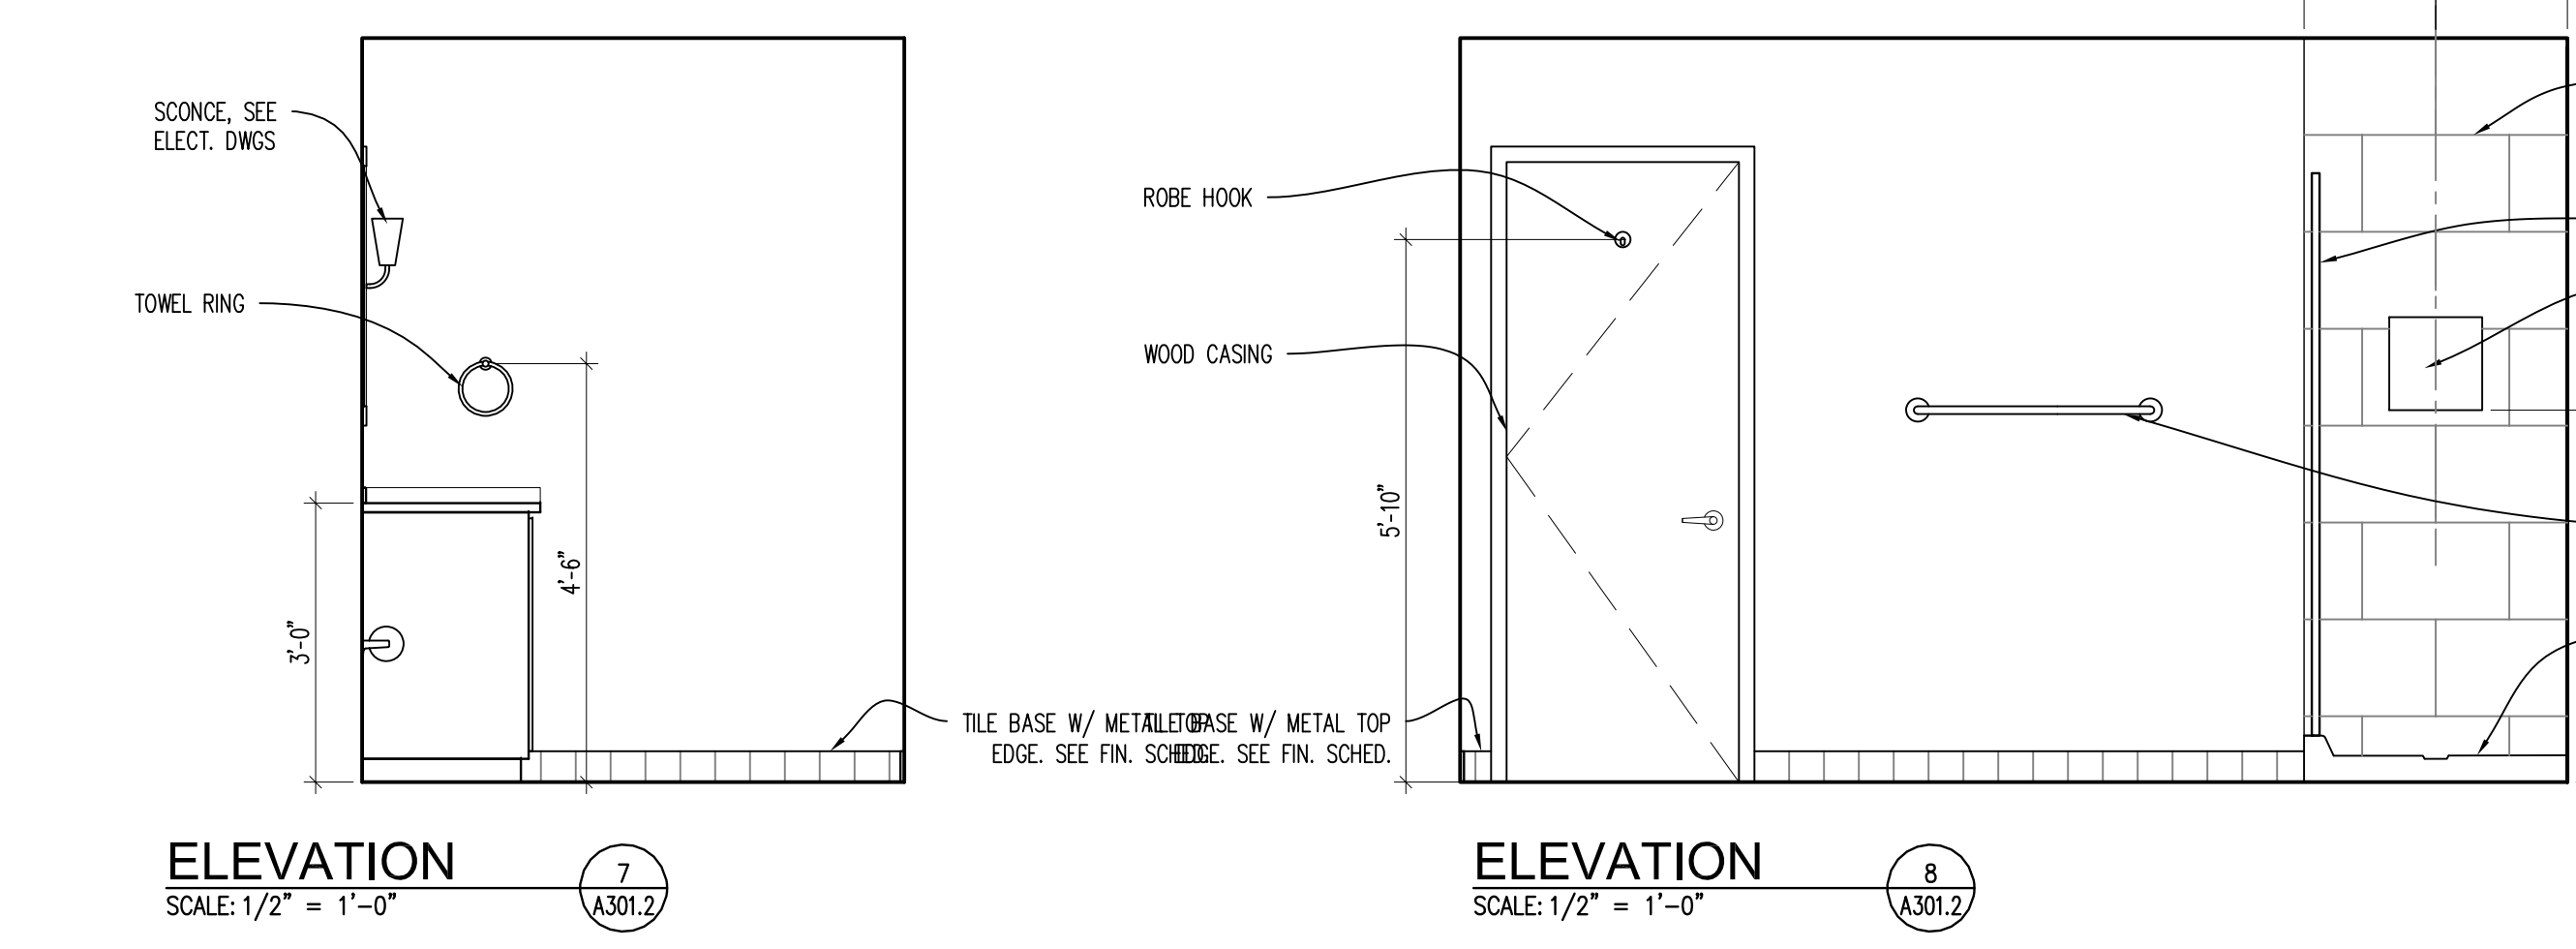 SCONCE, SEE
ELECT. DWGS
TOWEL RING
4'-6"
3'-0"
TILE BASE W/ METAL TOP
EDGE. SEE FIN. SCHED.
ELEVATION
7
SCALE: 1/2" = 1'-0"
A301.2
ROBE HOOK
WOOD CASING
5'-10"
TILE BASE W/ METAL TOP
EDGE. SEE FIN. SCHED.
ELEVATION
8
SCALE: 1/2" = 1'-0"
A301.2